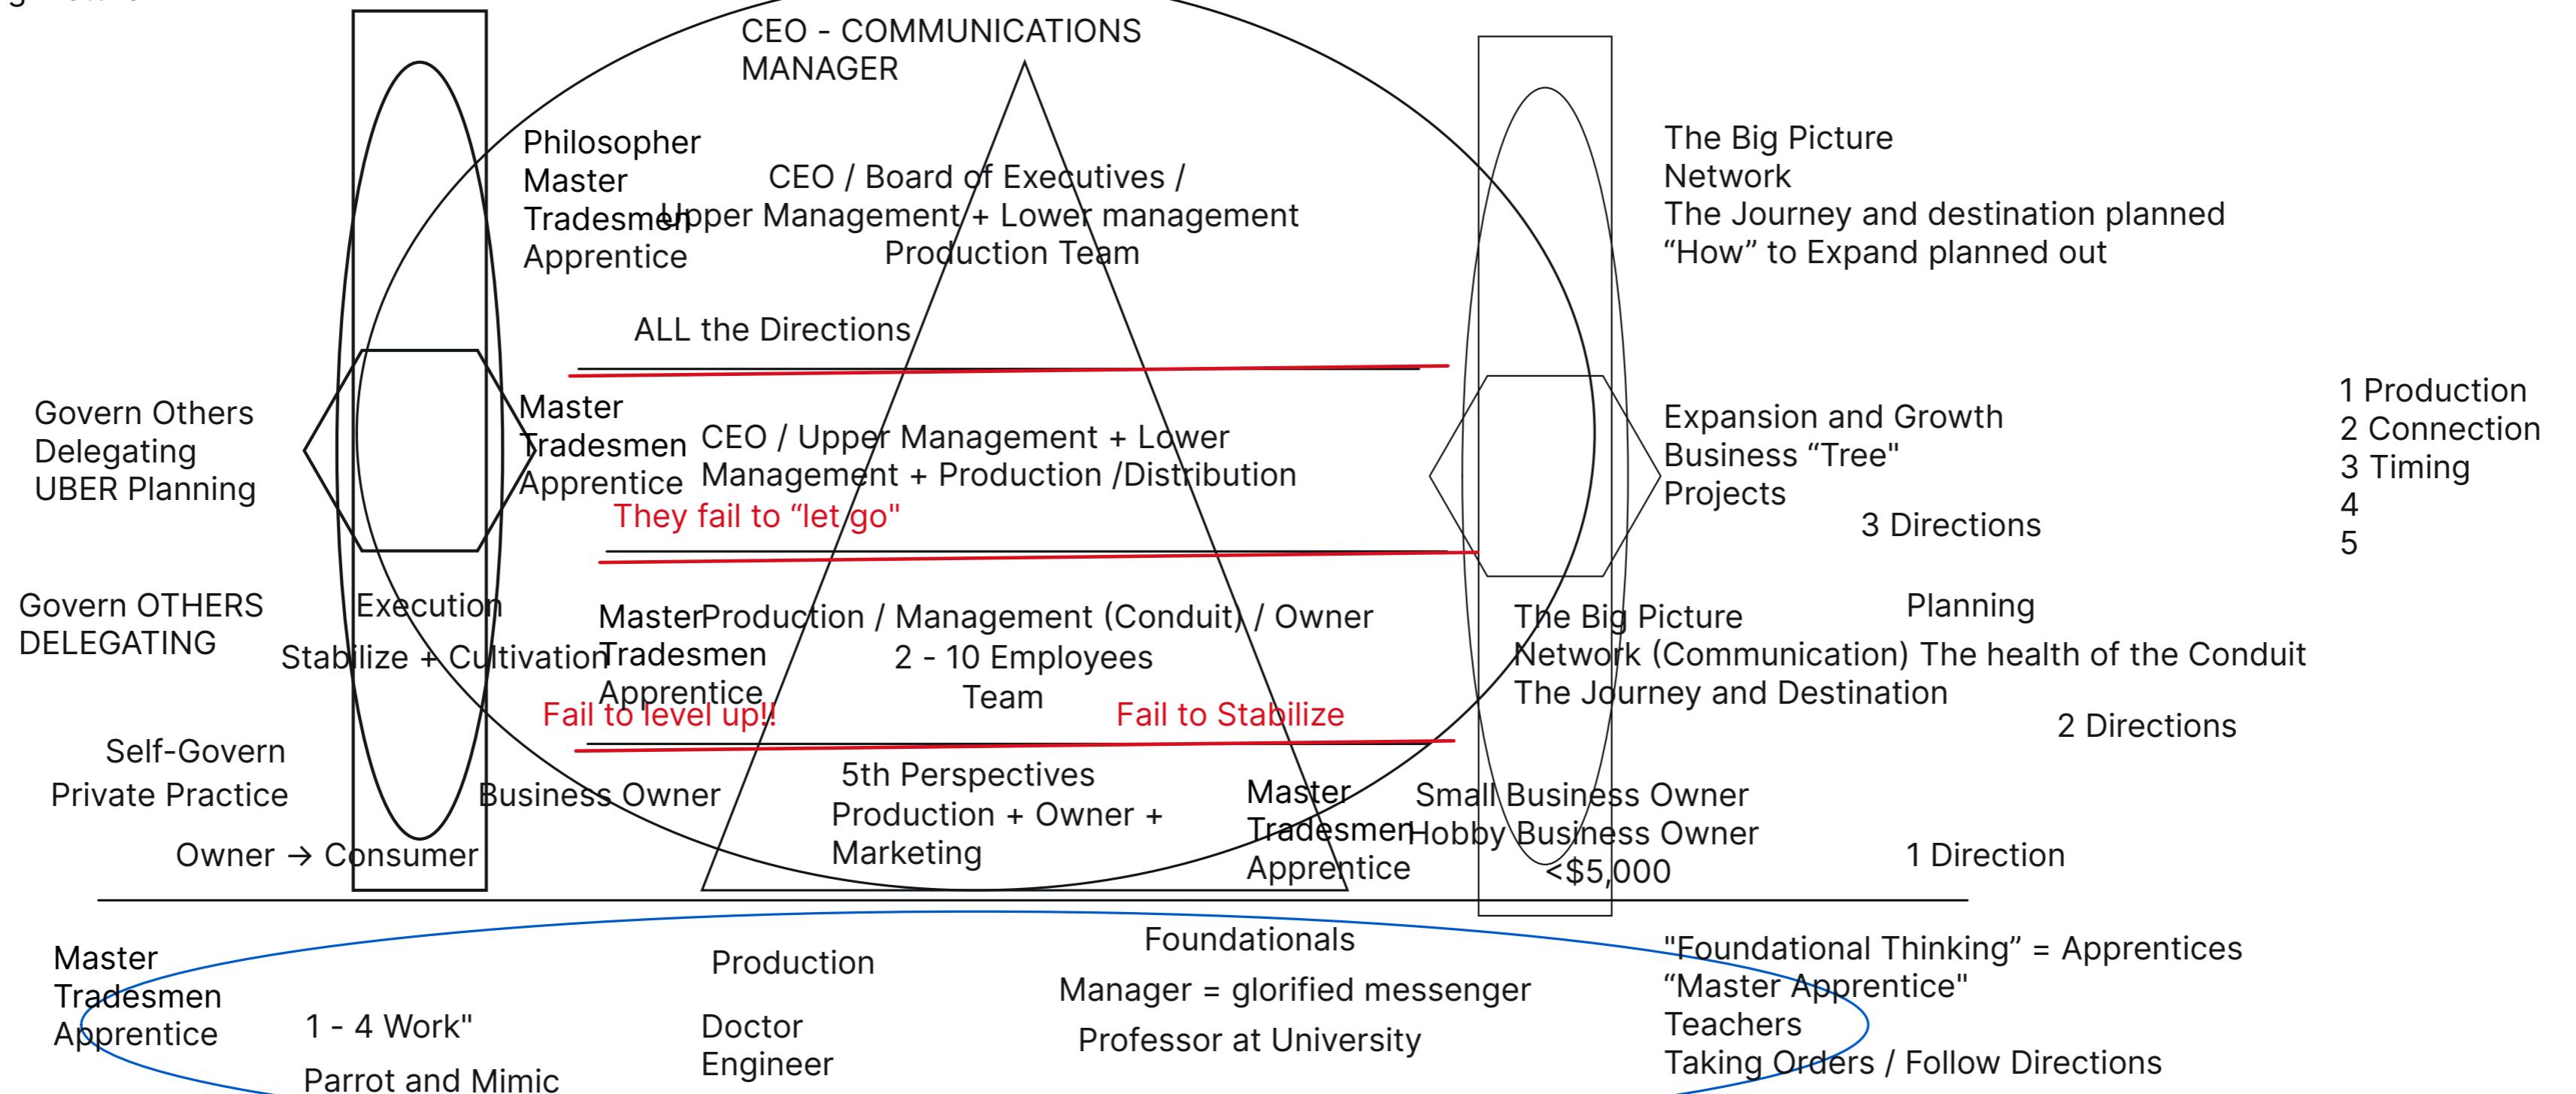 CEO - COMMUNICATIONS
MANAGER
Philosopher
Master
Tradesmen
Apprentice
CEO / Board of Executives /
Upper Management + Lower management
Production Team
The Big Picture
Network
The Journey and destination planned
“How” to Expand planned out
ALL the Directions
Govern Others
Delegating
UBER Planning
Master
Tradesmen
Apprentice
CEO / Upper Management + Lower
Management + Production /Distribution
They fail to “let go"
Expansion and Growth
Business “Tree"
Projects
3 Directions
1 Production
2 Connection
3 Timing
4
5
Govern OTHERS
DELEGATING
Execution
Stabilize + Cultivation
Master
Tradesmen
Apprentice
Production / Management (Conduit) / Owner
2 - 10 Employees
Team
Fail to level up!!
Fail to Stabilize
Planning
The Big Picture
Network (Communication) The health of the Conduit
The Journey and Destination
2 Directions
Self-Govern
Private Practice
Business Owner
Owner → Consumer
5th Perspectives
Production + Owner +
Marketing
Master
Tradesmen
Apprentice
Small Business Owner
Hobby Business Owner
<$5,000
1 Direction
Master
Tradesmen
Apprentice
1 - 4 Work"
Parrot and Mimic
Production
Doctor
Engineer
Foundationals
Manager = glorified messenger
Professor at University
"Foundational Thinking” = Apprentices
“Master Apprentice"
Teachers
Taking Orders / Follow Directions